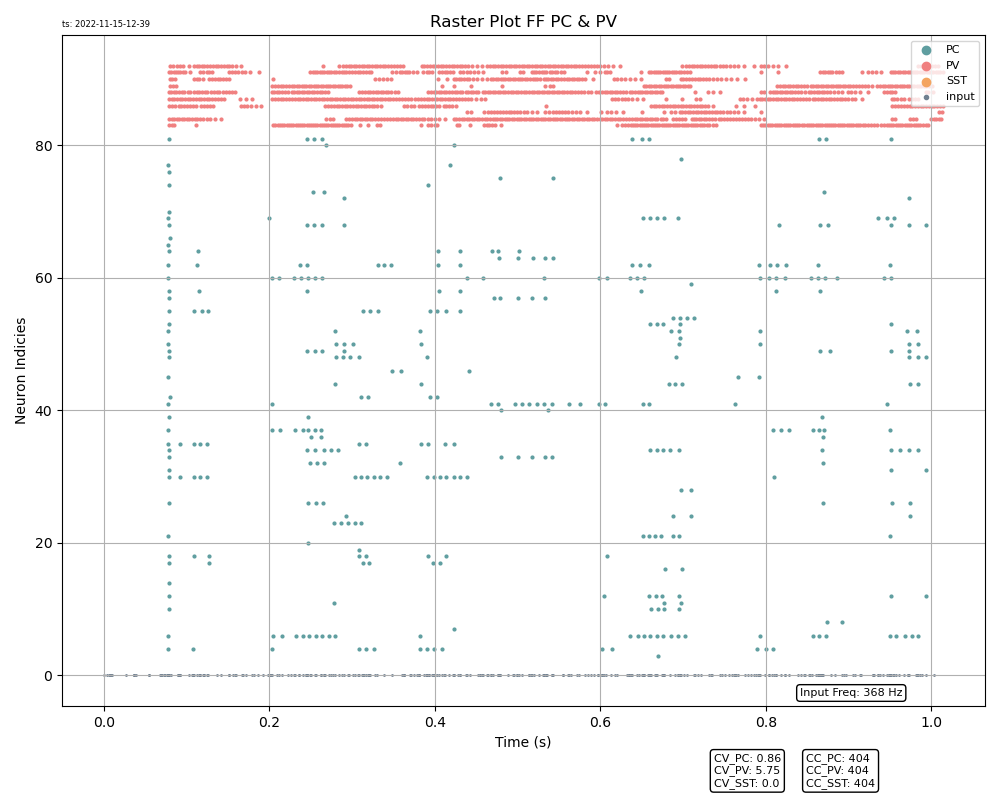 ts: 2022-11-15-12-39
Raster Plot FF PC & PV
PC
PV
SST
input
80
60
40
20
0
Neuron Indicies
Input Freq: 368 Hz
0.0 0.2 0.4 0.6 0.8 1.0
Time (s)
CV_PC: 0.86
CV_PV: 5.75
CV_SST: 0.0
CC_PC: 404
CC_PV: 404
CC_SST: 404